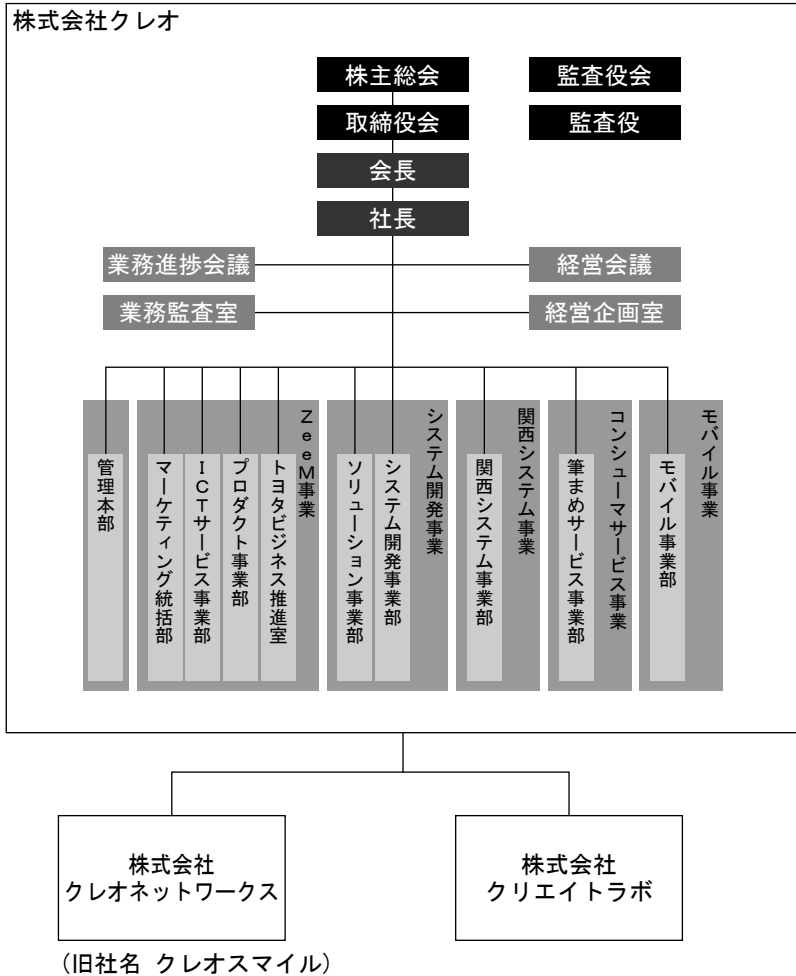 株式会社クレオ
株主総会
監査役会
取締役会
監査役
会長
社長
業務進捗会議
経営会議
業務監査室
経営企画室
管理本部
ZeeM事業
マーケティング統括部
ICTサービス事業部
プロダクト事業部
トヨタビジネス推進室
システム開発事業
ソリューション事業部
システム開発事業部
関西システム事業
関西システム事業部
コンシューマサービス事業
筆まめサービス事業部
モバイル事業
モバイル事業部
株式会社
クレオネットワークス
株式会社
クリエイトラボ
（旧社名 クレオスマイル）